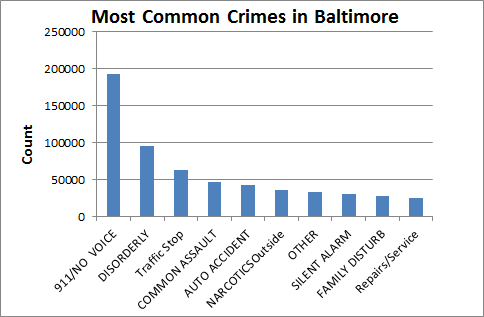 Most Common Crimes in Baltimore
250000
200000
150000
100000
50000
0
Count
911/NO VOICE
DISORDERLY
Traffic Stop
COMMON ASSAULT
AUTO ACCIDENT
NARCOTICSOutside
OTHER
SILENT ALARM
FAMILY DISTURB
Repairs/Service